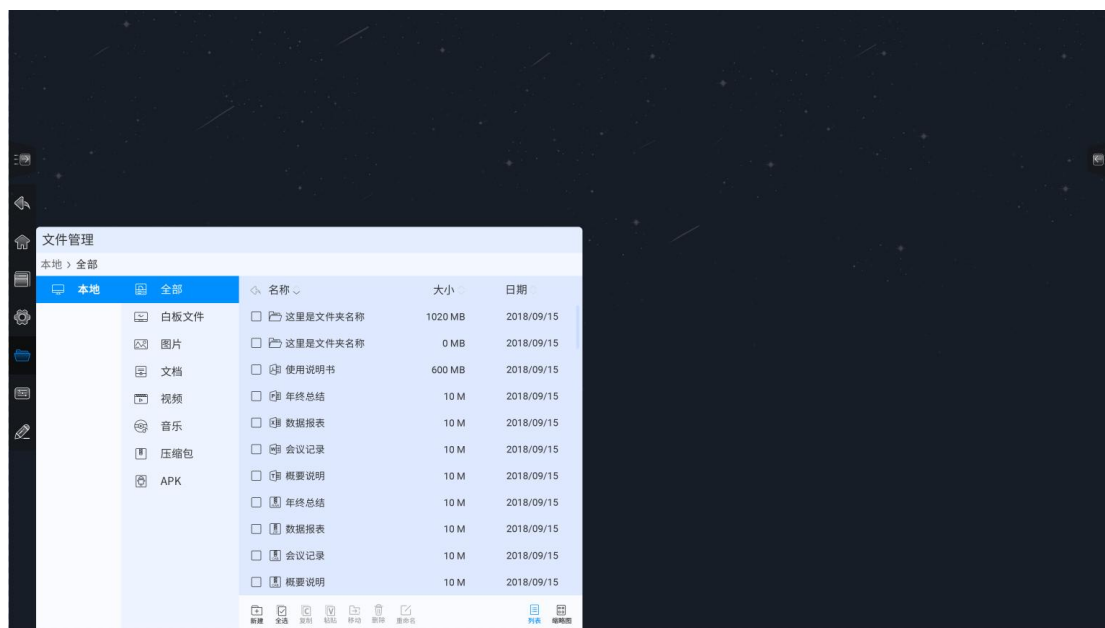 文件管理
本地 › 全部
本地 全部 名称 大小 日期
白板文件 这里是文件夹名称 1020 MB 2018/09/15
图片 这里是文件夹名称 0 MB 2018/09/15
文档 使用说明书 600 MB 2018/09/15
视频 年终总结 10 M 2018/09/15
音乐 数据报表 10 M 2018/09/15
压缩包 会议记录 10 M 2018/09/15
APK 概要说明 10 M 2018/09/15
年终总结 10 M 2018/09/15
数据报表 10 M 2018/09/15
会议记录 10 M 2018/09/15
概要说明 10 M 2018/09/15
新建 全选 复制 粘贴 移动 删除 重命名 列表 缩略图